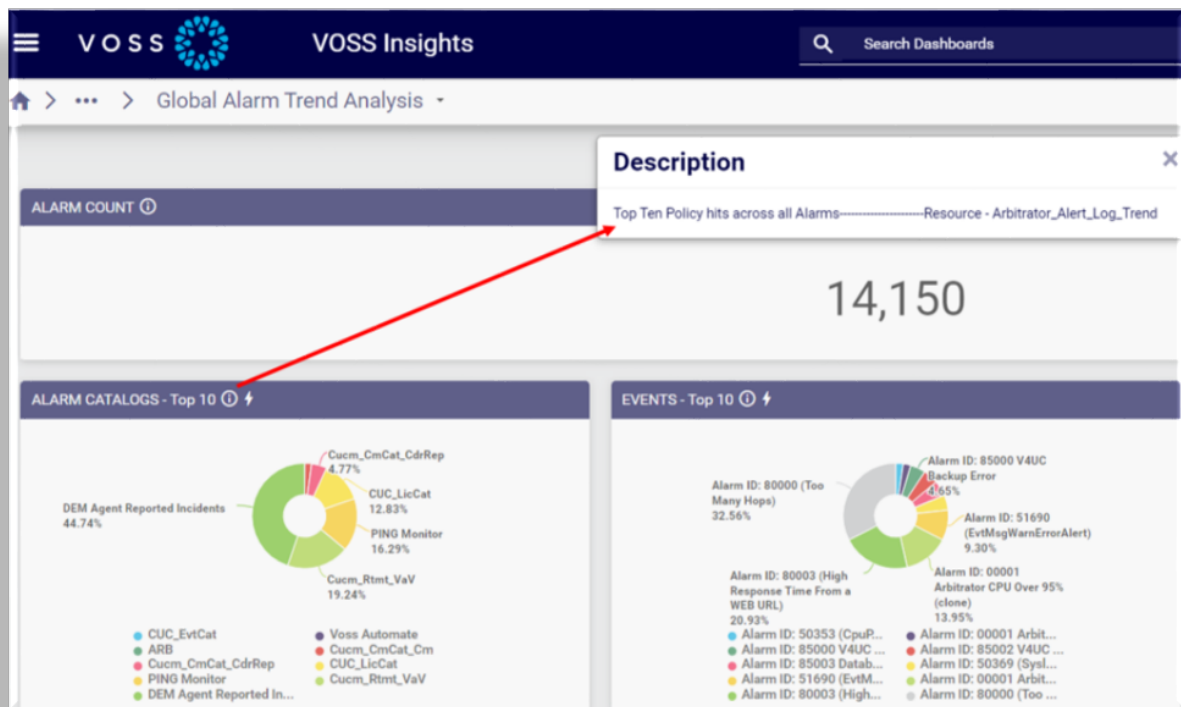 VOSS
VOSS Insights
Search Dashboards
Global Alarm Trend Analysis
Description
Top Ten Policy hits across all Alarms----------------------Resource - Arbitrator_Alert_Log_Trend
ALARM COUNT
14,150
ALARM CATALOGS - Top 10
Cucm_CmCat_CdrRep
4.77%
CUC_LicCat
12.83%
PING Monitor
16.29%
Cucm_Rtmt_VaV
19.24%
DEM Agent Reported Incidents
44.74%
CUC_EvtCat
Voss Automate
ARB
Cucm_CmCat_Cm
Cucm_CmCat_CdrRep
CUC_LicCat
PING Monitor
Cucm_Rtmt_VaV
DEM Agent Reported In...
EVENTS - Top 10
Alarm ID: 85000 V4UC
Backup Error
4.65%
Alarm ID: 51690
(EvtMsgWarnErrorAlert)
9.30%
Alarm ID: 00001
Arbitrator CPU Over 95%
(clone)
13.95%
Alarm ID: 80003 (High
Response Time From a
WEB URL)
20.93%
Alarm ID: 80000 (Too
Many Hops)
32.56%
Alarm ID: 50353 (CpuP...
Alarm ID: 00001 Arbit...
Alarm ID: 85000 V4UC ...
Alarm ID: 85002 V4UC ...
Alarm ID: 85003 Datab...
Alarm ID: 50369 (Sysl...
Alarm ID: 51690 (EvtM...
Alarm ID: 00001 Arbit...
Alarm ID: 80003 (High...
Alarm ID: 80000 (Too ...